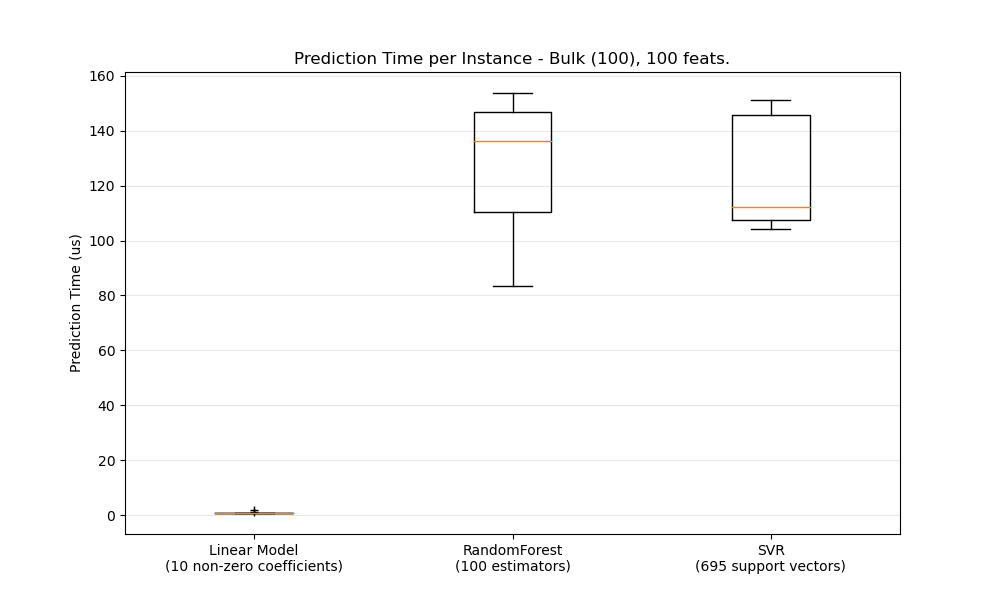 Prediction Time per Instance - Bulk (100), 100 feats.
Prediction Time (us)
160
140
120
100
80
60
40
20
0
Linear Model
(10 non-zero coefficients)
RandomForest
(100 estimators)
SVR
(695 support vectors)